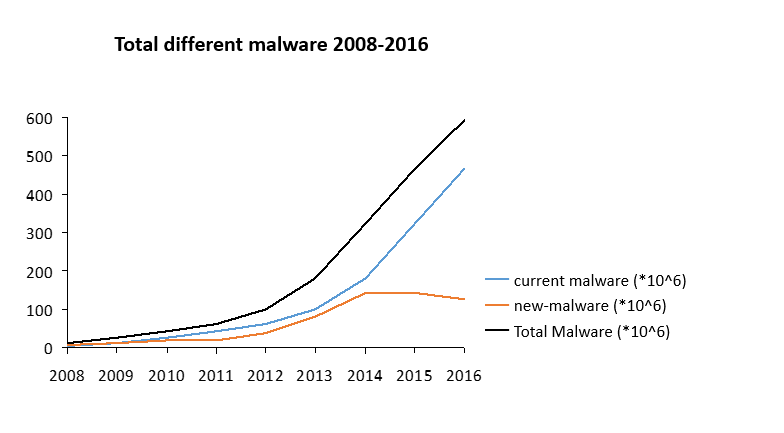 Total different malware 2008-2016
600
500
400
300
200
100
0
2008 2009 2010 2011 2012 2013 2014 2015 2016
current malware (*10^6)
new-malware (*10^6)
Total Malware (*10^6)